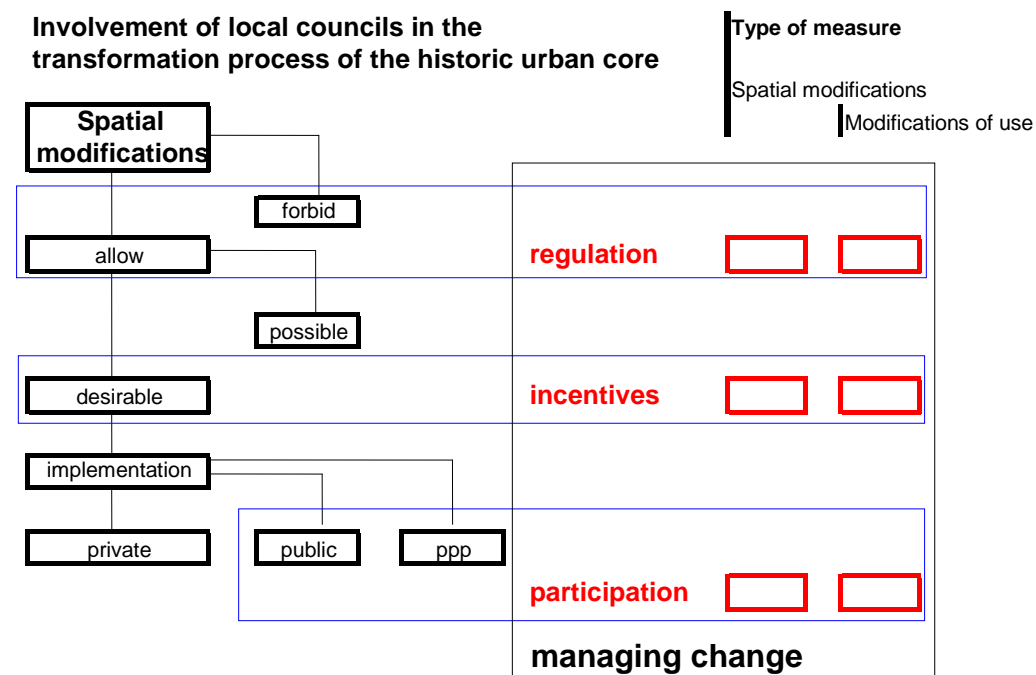 Involvement of local councils in the
transformation process of the historic urban core
Type of measure
Spatial modifications
Modifications of use
Spatial
modifications
forbid
allow
regulation
possible
desirable
incentives
implementation
private
public
ppp
participation
managing change